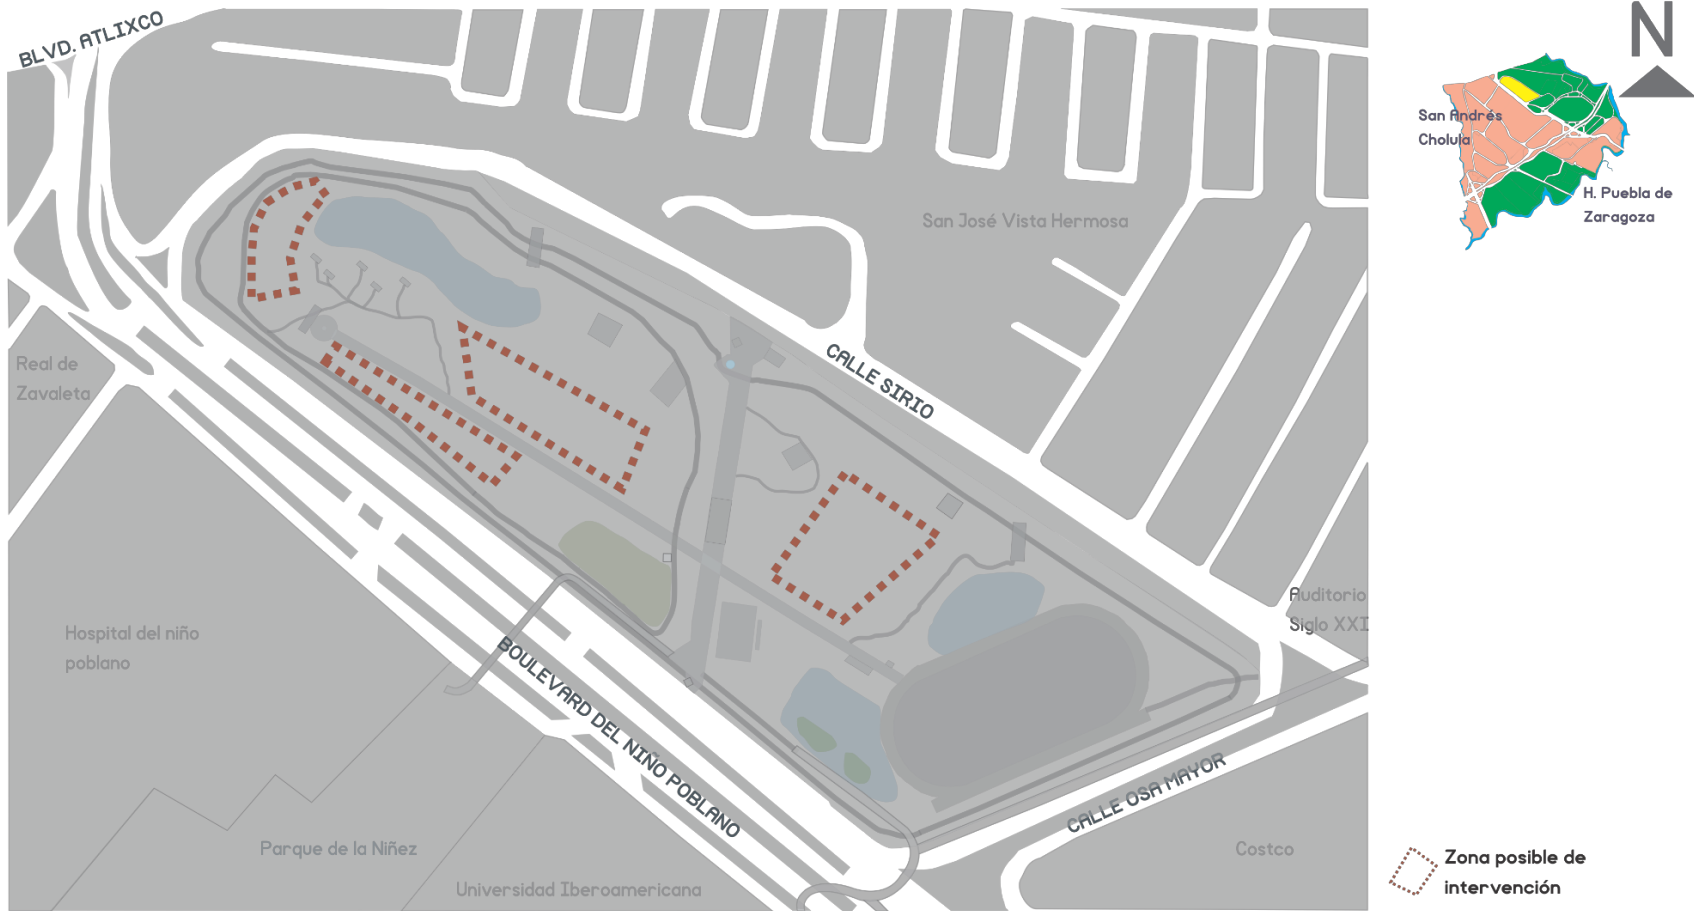 BLVD. ATLIXCO
N
San Andrés
Cholula
H. Puebla de
Zaragoza
San José Vista Hermosa
CALLE SIRIO
Real de
Zavaleta
Auditorio
Siglo XXI
Hospital del niño
poblano
BOULEVARD DEL NIÑO POBLANO
CALLE OSA MAYOR
Parque de la Niñez
Costco
Universidad Iberoamericana
Zona posible de
intervención